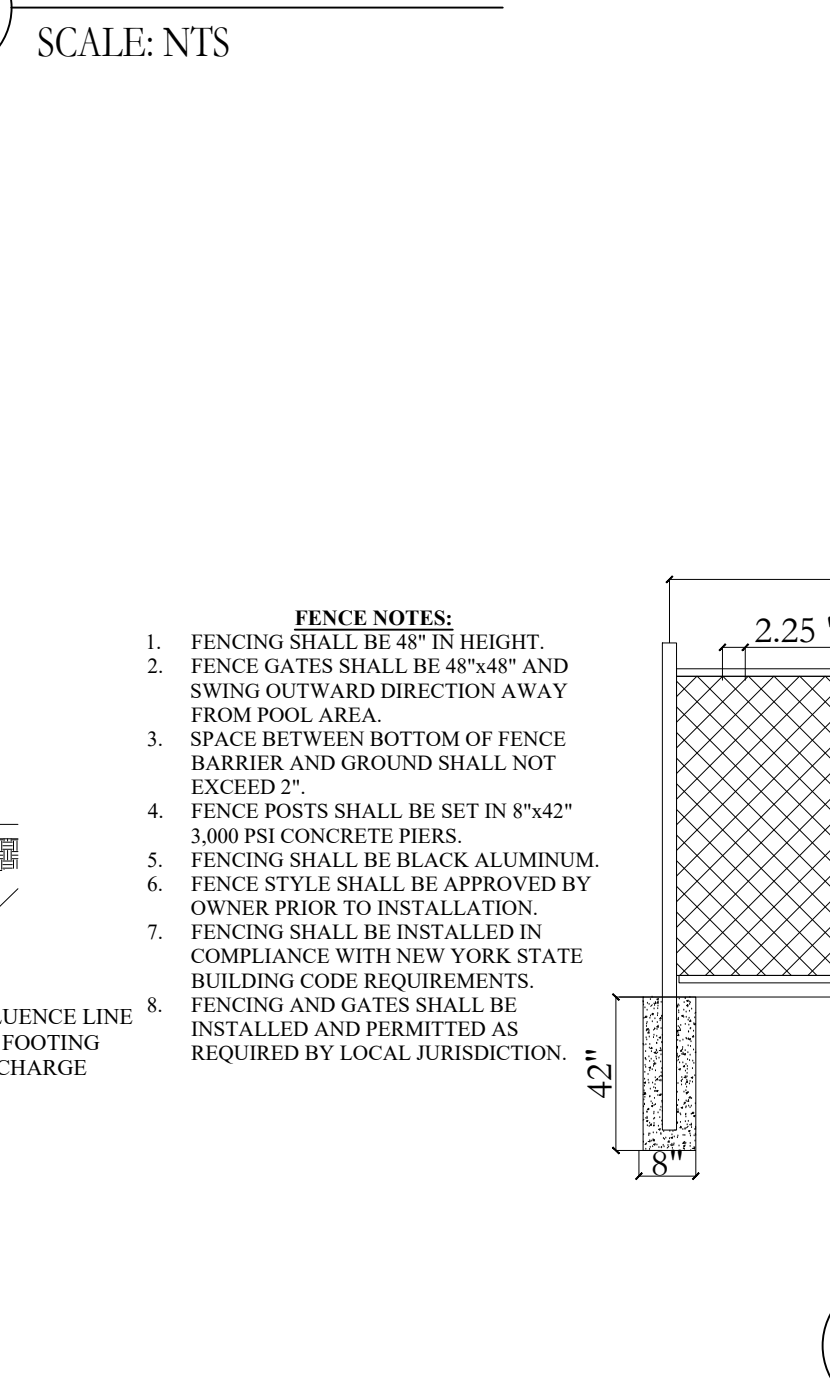 SCALE: NTS
FENCE NOTES:
1. FENCING SHALL BE 48" IN HEIGHT.
2. FENCE GATES SHALL BE 48"x48" AND
SWING OUTWARD DIRECTION AWAY
FROM POOL AREA.
3. SPACE BETWEEN BOTTOM OF FENCE
BARRIER AND GROUND SHALL NOT
EXCEED 2".
4. FENCE POSTS SHALL BE SET IN 8"x42"
3,000 PSI CONCRETE PIERS.
5. FENCING SHALL BE BLACK ALUMINUM.
6. FENCE STYLE SHALL BE APPROVED BY
OWNER PRIOR TO INSTALLATION.
7. FENCING SHALL BE INSTALLED IN
COMPLIANCE WITH NEW YORK STATE
BUILDING CODE REQUIREMENTS.
8. FENCING AND GATES SHALL BE
INSTALLED AND PERMITTED AS
REQUIRED BY LOCAL JURISDICTION.
LUENCE LINE
FOOTING
CHARGE
2.25 "
42"
8"